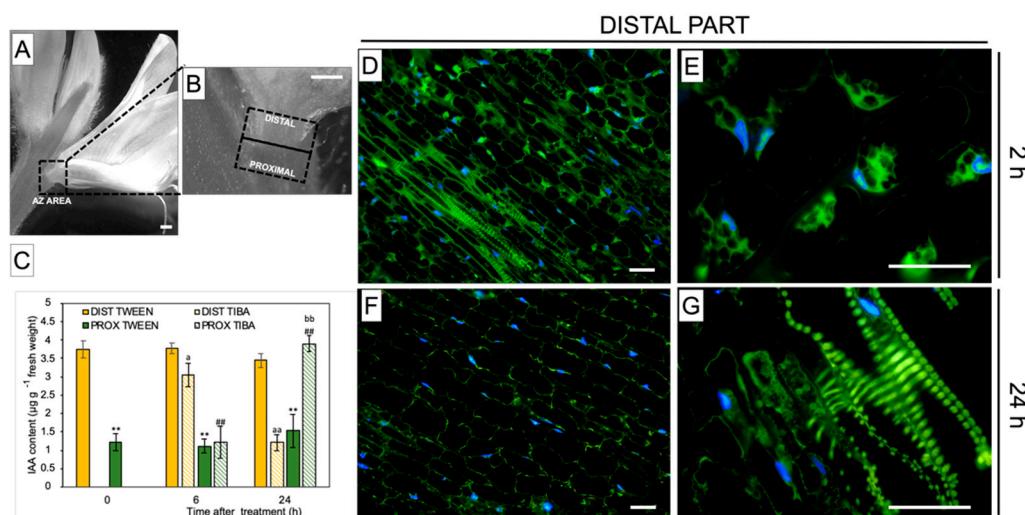 DISTAL PART
A
B
DISTAL
PROXIMAL
AZ AREA
C
DIST TWEEN
DIST TIBA
PROX TWEEN
PROX TIBA
IAA content (µg g⁻¹ fresh weight)
5
4.5
4
3.5
3
2.5
2
1.5
1
0.5
0
**
a
**
##
aa
**
bb
##
0
6
24
Time after treatment (h)
D
E
2 h
F
G
24 h